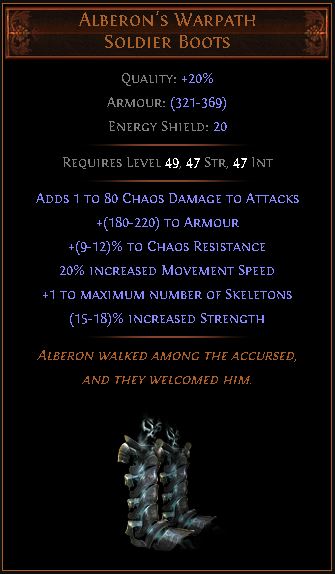 Alberon's Warpath
Soldier Boots
Quality: +20%
Armour: (321-369)
Energy Shield: 20
Requires Level 49, 47 Str, 47 Int
Adds 1 to 80 Chaos Damage to Attacks
+(180-220) to Armour
+(9-12)% to Chaos Resistance
20% increased Movement Speed
+1 to maximum number of Skeletons
(15-18)% increased Strength
Alberon walked among the accursed,
and they welcomed him.